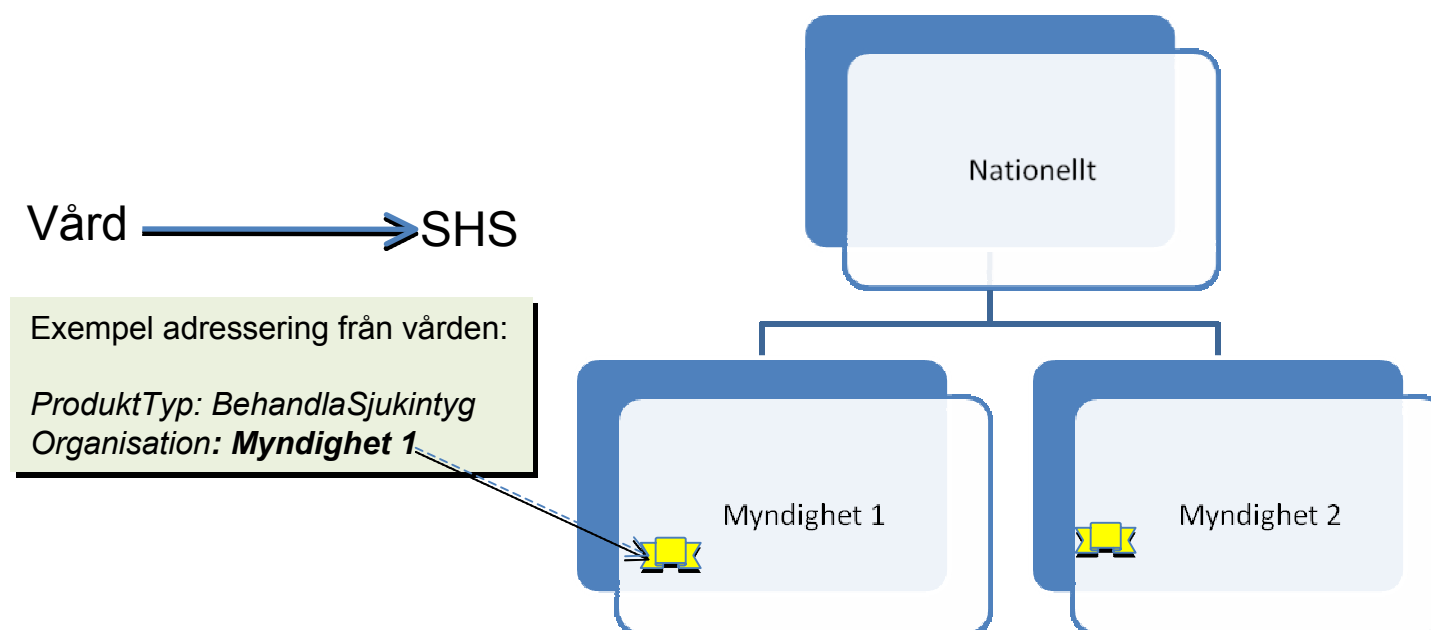 Nationellt
Vård
SHS
Exempel adressering från vården:
ProduktTyp: BehandlaSjukintyg
Organisation: Myndighet 1
Myndighet 1
Myndighet 2